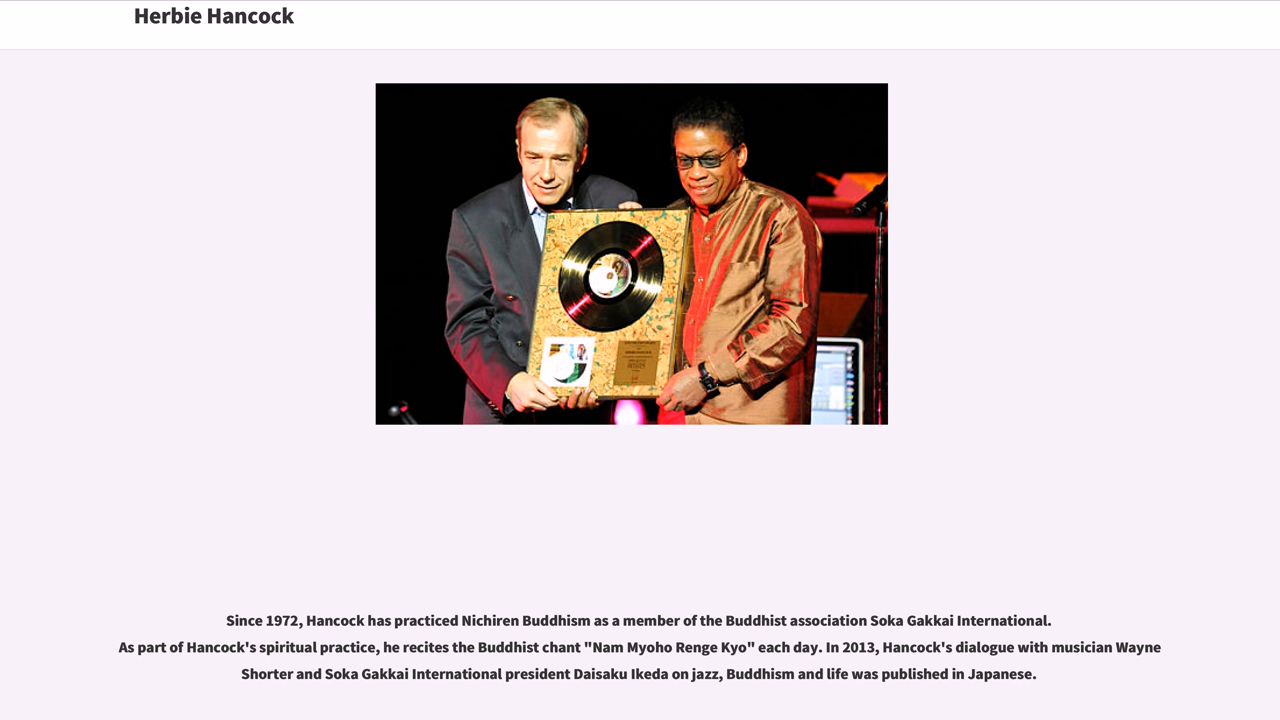 Herbie Hancock
Since 1972, Hancock has practiced Nichiren Buddhism as a member of the Buddhist association Soka Gakkai International.
As part of Hancock's spiritual practice, he recites the Buddhist chant "Nam Myoho Renge Kyo" each day. In 2013, Hancock's dialogue with musician Wayne
Shorter and Soka Gakkai International president Daisaku Ikeda on jazz, Buddhism and life was published in Japanese.